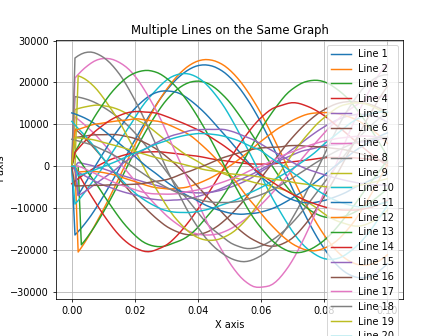 Multiple Lines on the Same Graph
30000
20000
10000
0
−10000
−20000
−30000
0.00
0.02
0.04
0.06
0.08
X axis
axis
Line 1
Line 2
Line 3
Line 4
Line 5
Line 6
Line 7
Line 8
Line 9
Line 10
Line 11
Line 12
Line 13
Line 14
Line 15
Line 16
Line 17
Line 18
Line 19
Line 20